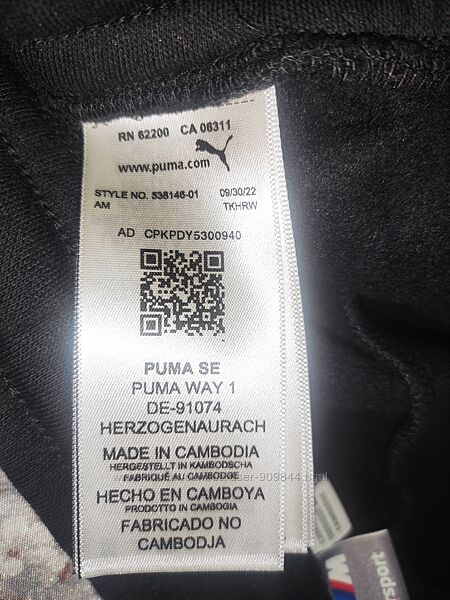 RN 62200 CA 06311
www.puma.com
STYLE NO. 538146-01 09/30/22
AM TKHRW
AD CPKPDY5300940
PUMA SE
PUMA WAY 1
DE-91074
HERZOGENAURACH
MADE IN CAMBODIA
HERGESTELLT IN KAMBODSCHA
FABRIQUÉ AU CAMBODGE
HECHO EN CAMBOYA
PRODOTTO IN CAMBOGIA
FABRICADO NO
CAMBODJA